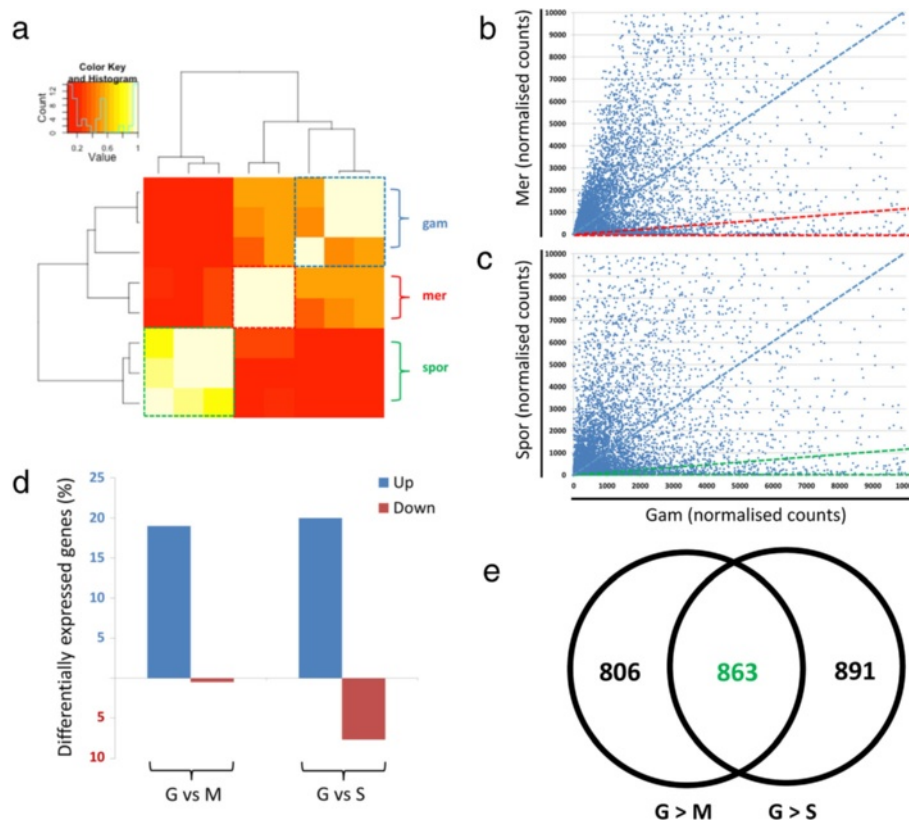 a
Color Key
and Histogram
Count
0 4 8 12
0.2 0.6 1
Value
gam
mer
spor
b
Mer (normalised counts)
10000
9000
8000
7000
6000
5000
4000
3000
2000
1000
0
c
Spor (normalised counts)
10000
9000
8000
7000
6000
5000
4000
3000
2000
1000
0
0 1000 2000 3000 4000 5000 6000 7000 8000 9000 1000
Gam (normalised counts)
d
Differentially expressed genes (%)
25
20
15
10
5
5
10
Up
Down
G vs M
G vs S
e
806
863
891
G > M
G > S